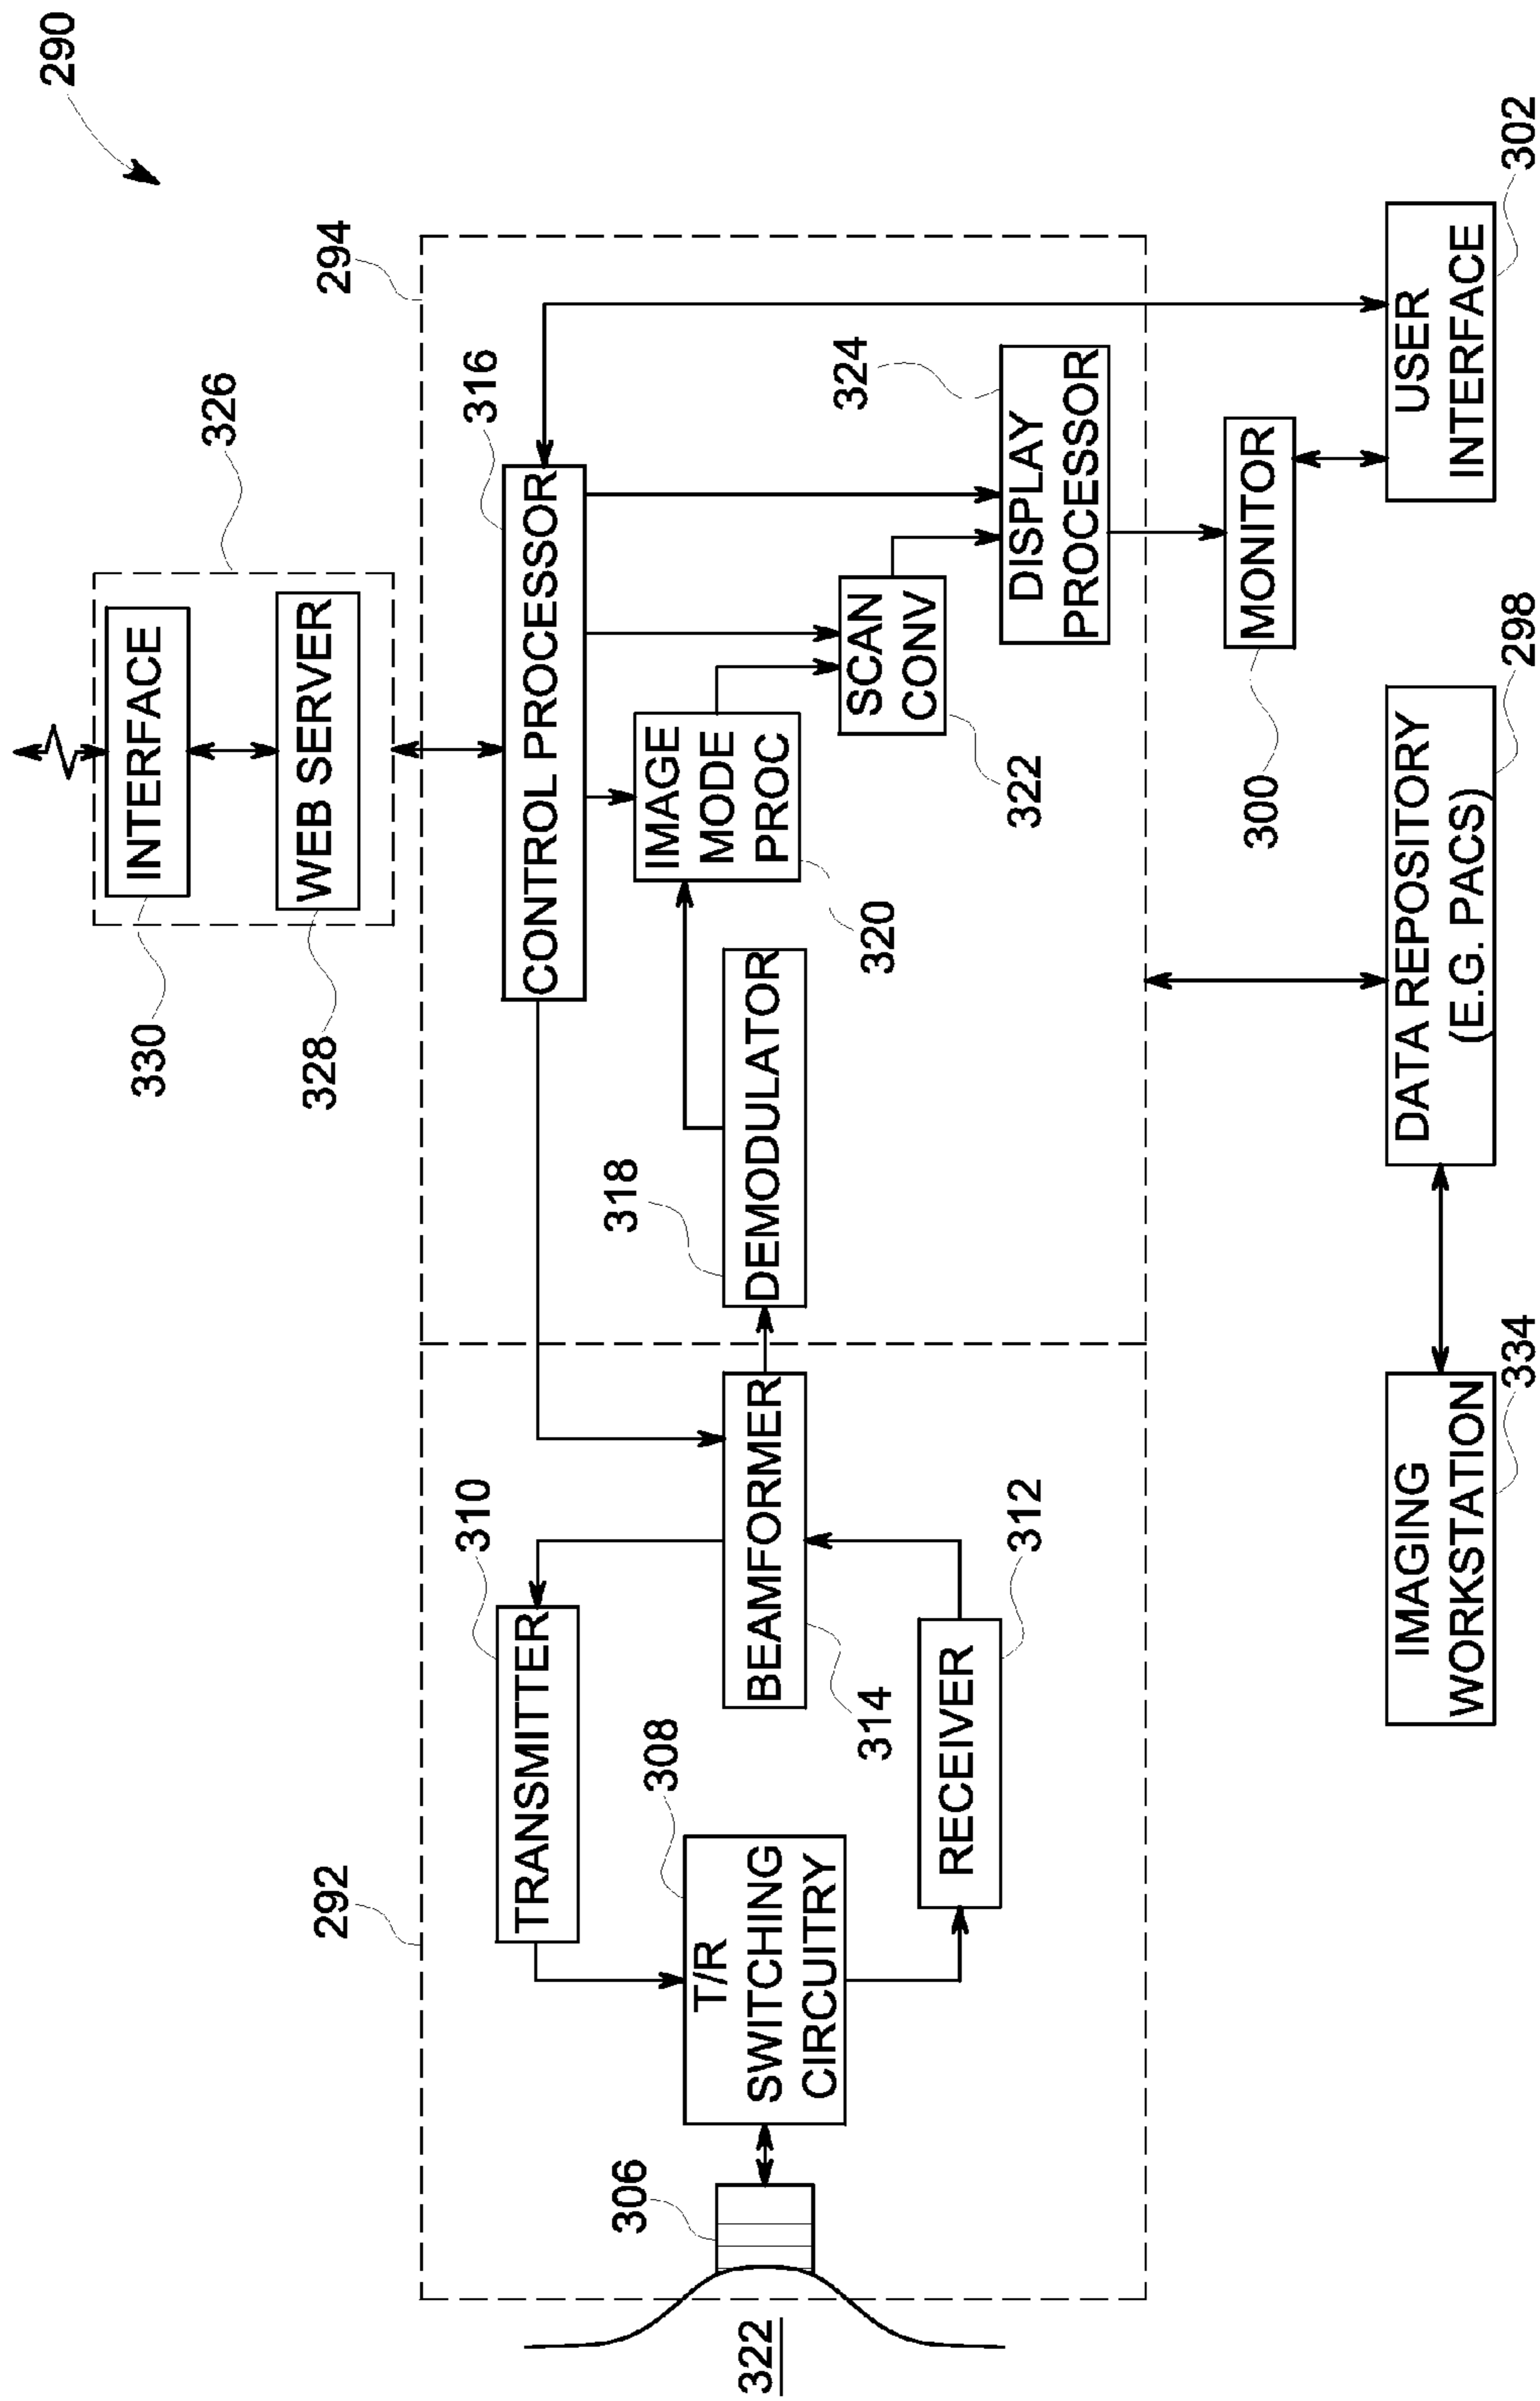 290
326
330
INTERFACE
328
WEB SERVER
292
294
310
TRANSMITTER
316
CONTROL PROCESSOR
306
308
T/R
SWITCHING
CIRCUITRY
318
320
IMAGE
MODE
PROC
322
314
BEAMFORMER
DEMODULATOR
322
SCAN
CONV
324
312
RECEIVER
DISPLAY
PROCESSOR
300
MONITOR
IMAGING
WORKSTATION
334
DATA REPOSITORY
(E.G. PACS)
298
USER
INTERFACE
302